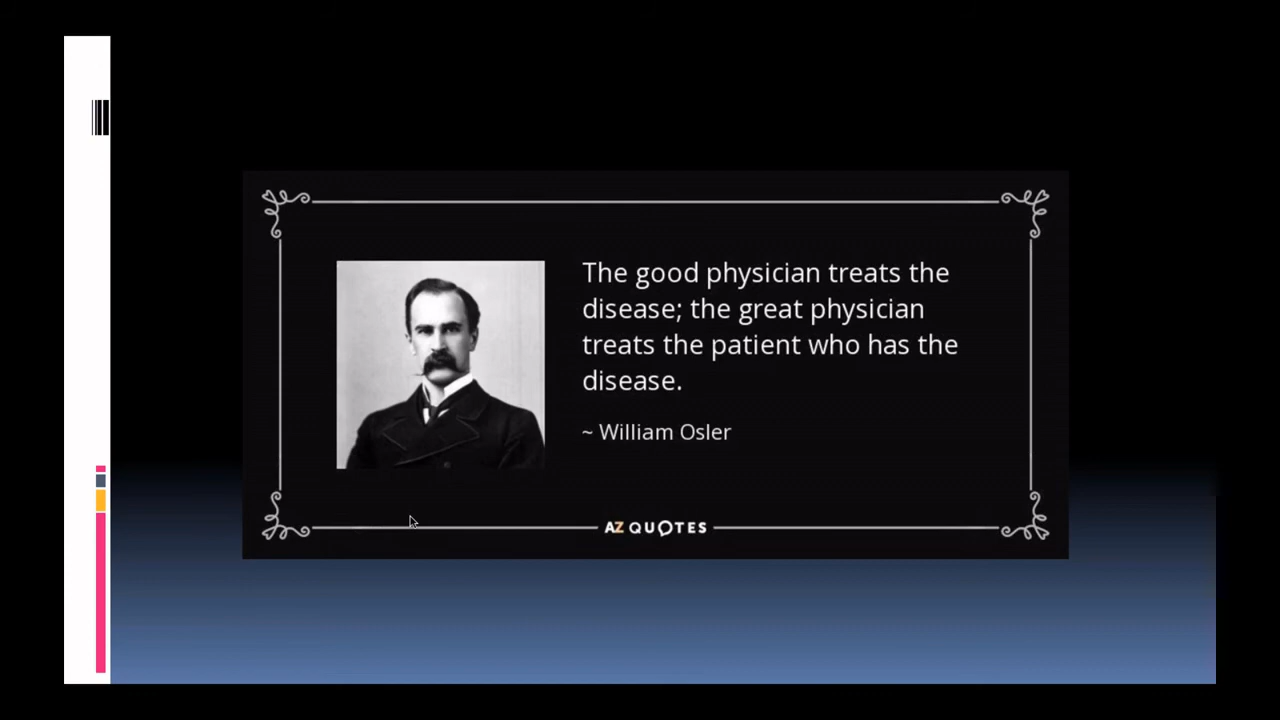 The good physician treats the
disease; the great physician
treats the patient who has the
disease.
~ William Osler
AZ QUOTES